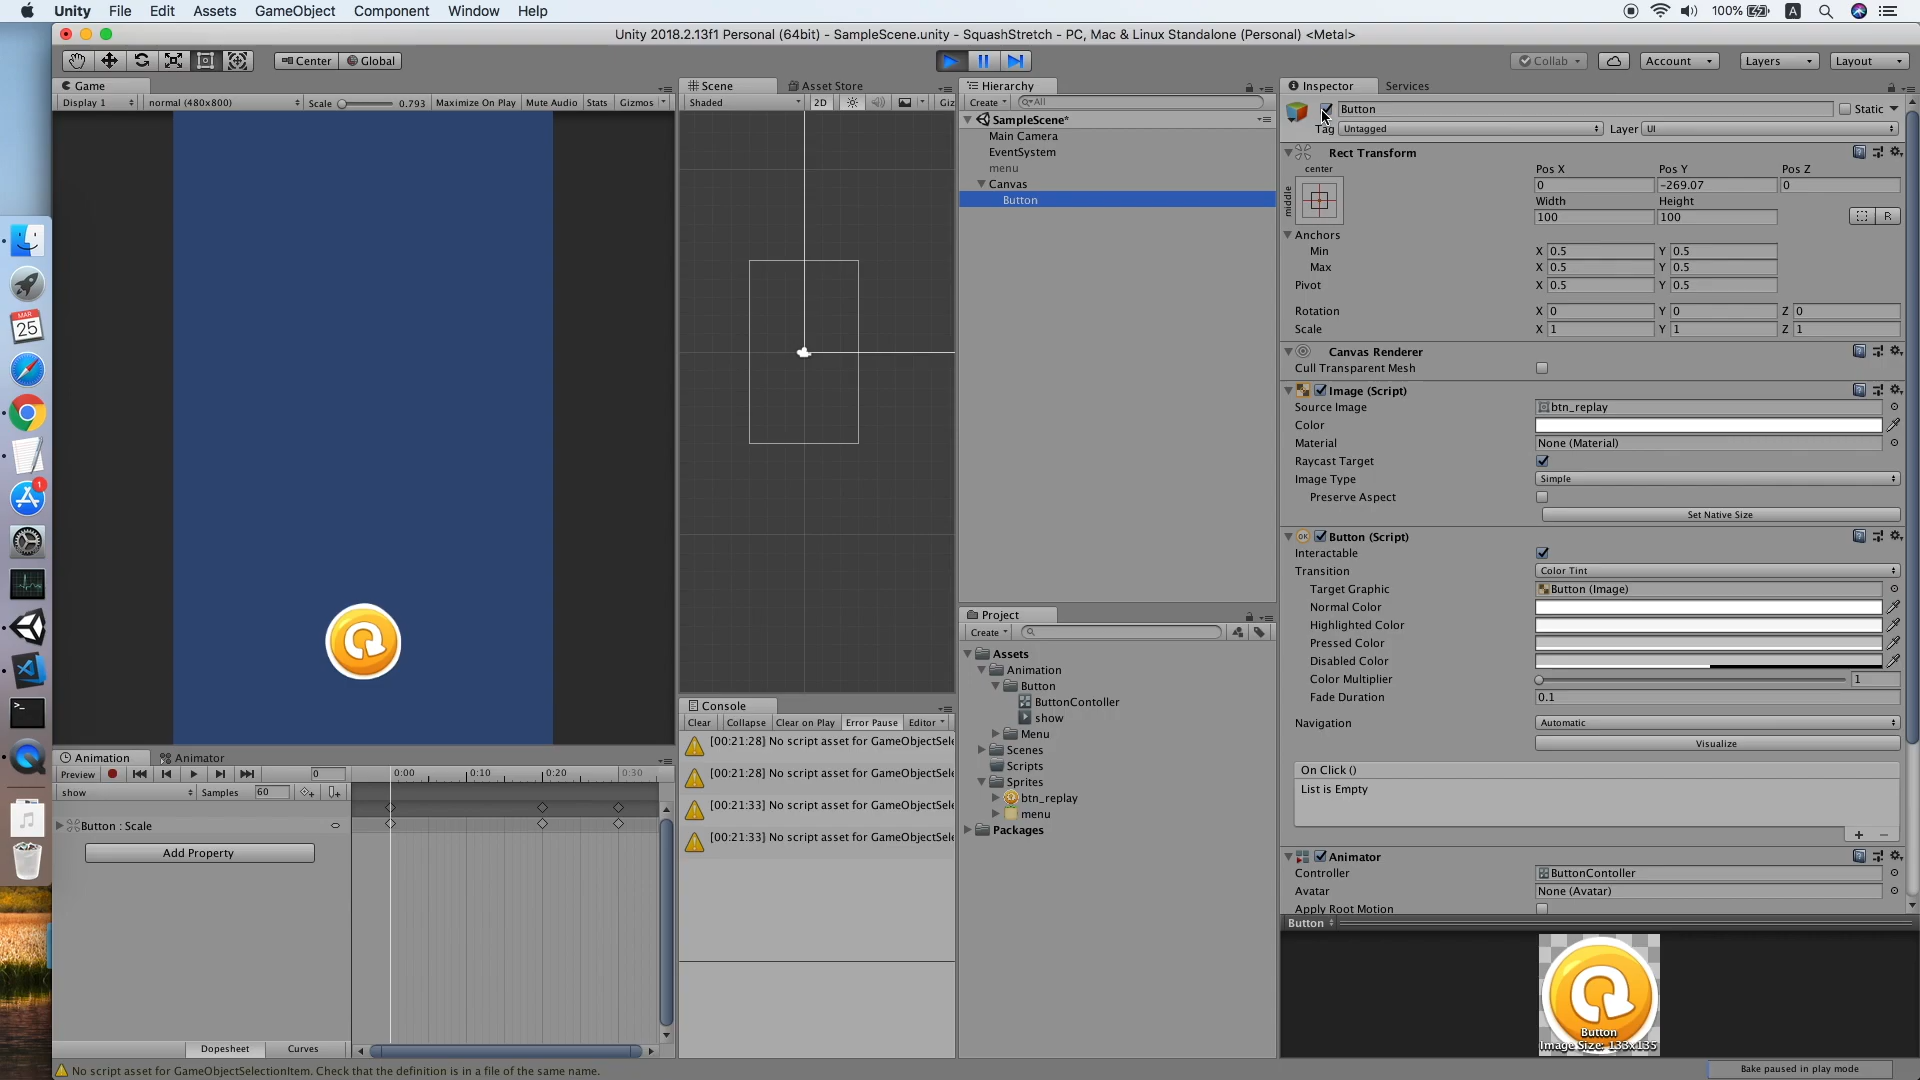 Unity File Edit Assets GameObject Component Window Help 100% A
Unity 2018.2.13f1 Personal (64bit) - SampleScene.unity - SquashStretch - PC, Mac & Linux Standalone (Personal) <Metal>
Center Global Collab Account Layers Layout
Game Scene Asset Store Hierarchy Inspector Services
Display 1 normal (480x800) Scale 0.793 Maximize On Play Mute Audio Stats Gizmos
Shaded 2D Giz
Create All
SampleScene*
Main Camera
EventSystem
menu
Canvas
Button
Button Static
Tag Untagged Layer UI
Rect Transform
center
middle
Pos X Pos Y Pos Z
0 -269.07 0
Width Height
100 100
R
Anchors
Min X 0.5 Y 0.5
Max X 0.5 Y 0.5
Pivot X 0.5 Y 0.5
Rotation X 0 Y 0 Z 0
Scale X 1 Y 1 Z 1
Canvas Renderer
Cull Transparent Mesh
Image (Script)
Source Image btn_replay
Color
Material None (Material)
Raycast Target
Image Type Simple
Preserve Aspect
Set Native Size
OK Button (Script)
Interactable
Transition Color Tint
Target Graphic Button (Image)
Normal Color
Highlighted Color
Pressed Color
Disabled Color
Color Multiplier 1
Fade Duration 0.1
Navigation Automatic
Visualize
On Click ()
List is Empty
+ −
Animator
Controller ButtonContoller
Avatar None (Avatar)
Apply Root Motion
Button
Button
Image Size: 133x135
Project
Create
Assets
Animation
Button
ButtonContoller
show
Menu
Scenes
Scripts
Sprites
btn_replay
menu
Packages
Console
Clear Collapse Clear on Play Error Pause Editor
[00:21:28] No script asset for GameObjectSele
[00:21:28] No script asset for GameObjectSele
[00:21:33] No script asset for GameObjectSele
[00:21:33] No script asset for GameObjectSele
Animation Animator
Preview 0 0:00 0:10 0:20 0:30
show Samples 60
Button : Scale
Add Property
Dopesheet Curves
No script asset for GameObjectSelectionItem. Check that the definition is in a file of the same name.
Bake paused in play mode
MAR
25
1
>_